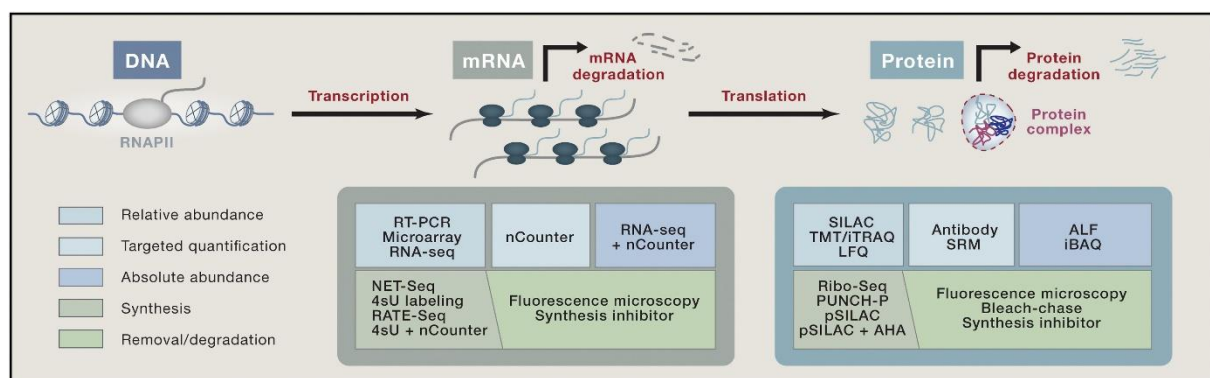 DNA
RNAPII
Transcription
mRNA
mRNA
degradation
Translation
Protein
Protein
degradation
Protein
complex
Relative abundance
Targeted quantification
Absolute abundance
Synthesis
Removal/degradation
RT-PCR
Microarray
RNA-seq
nCounter
RNA-seq
+ nCounter
NET-Seq
4sU labeling
RATE-Seq
4sU + nCounter
Fluorescence microscopy
Synthesis inhibitor
SILAC
TMT/iTRAQ
LFQ
Antibody
SRM
ALF
iBAQ
Ribo-Seq
PUNCH-P
pSILAC
pSILAC + AHA
Fluorescence microscopy
Bleach-chase
Synthesis inhibitor